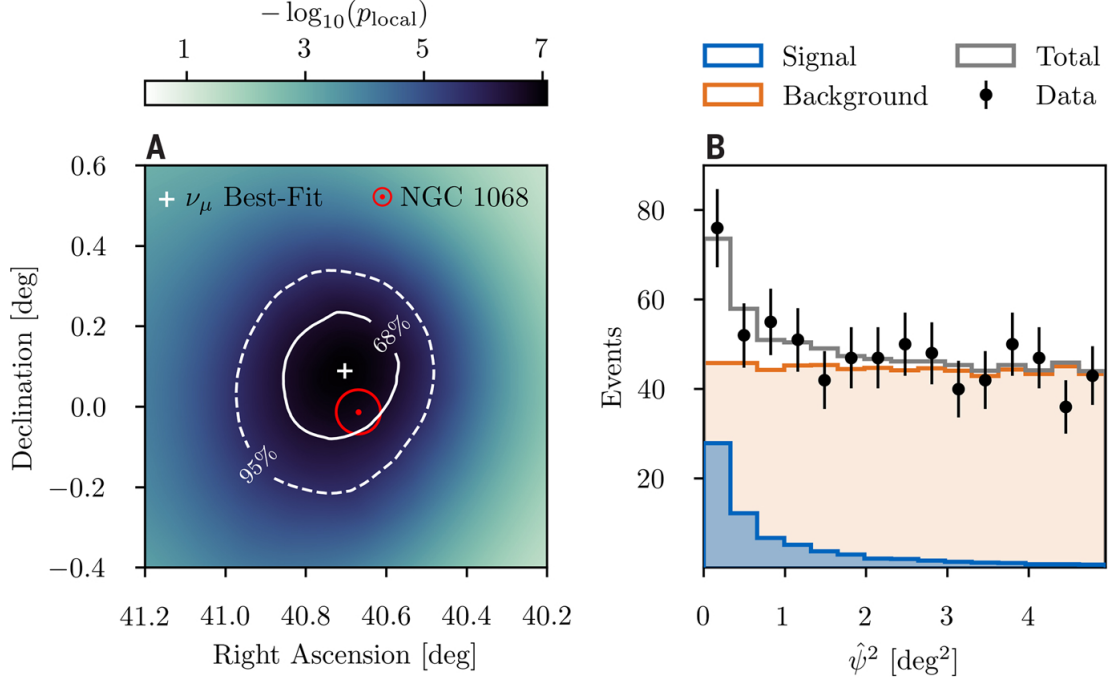 − log₁₀(p_local)
1 3 5 7
A
ν_μ Best-Fit NGC 1068
68%
95%
0.6
0.4
0.2
0.0
−0.2
−0.4
Declination [deg]
41.2 41.0 40.8 40.6 40.4 40.2
Right Ascension [deg]
Signal Total
Background Data
B
80
60
40
20
Events
0 1 2 3 4
ψ̂² [deg²]